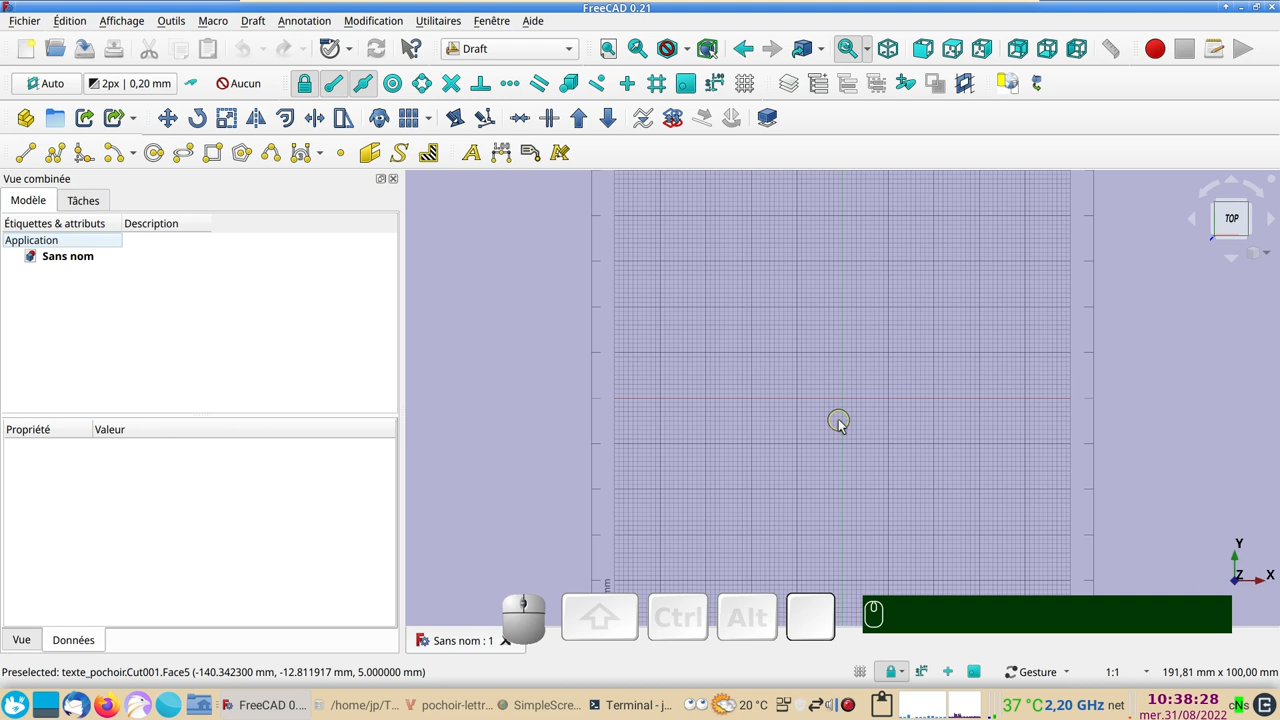 FreeCAD 0.21
Fichier Édition Affichage Outils Macro Draft Annotation Modification Utilitaires Fenêtre Aide
Draft
Auto 2px | 0,20 mm Aucun
Vue combinée
Modèle Tâches
Étiquettes & attributs Description
Application
Sans nom
TOP
Propriété Valeur
mm
Y
Z X
Ctrl Alt
Vue Données
Sans nom : 1
Preselected: texte_pochoir.Cut001.Face5 (-140.342300 mm, -12.811917 mm, 5.000000 mm)
Gesture 1:1 191,81 mm x 100,00 mm
FreeCAD 0.... /home/jp/T... pochoir-lettr... SimpleScre... Terminal - j... 20 °C 37 °C 2,20 GHz net 10:38:28
mer.31/08/2022